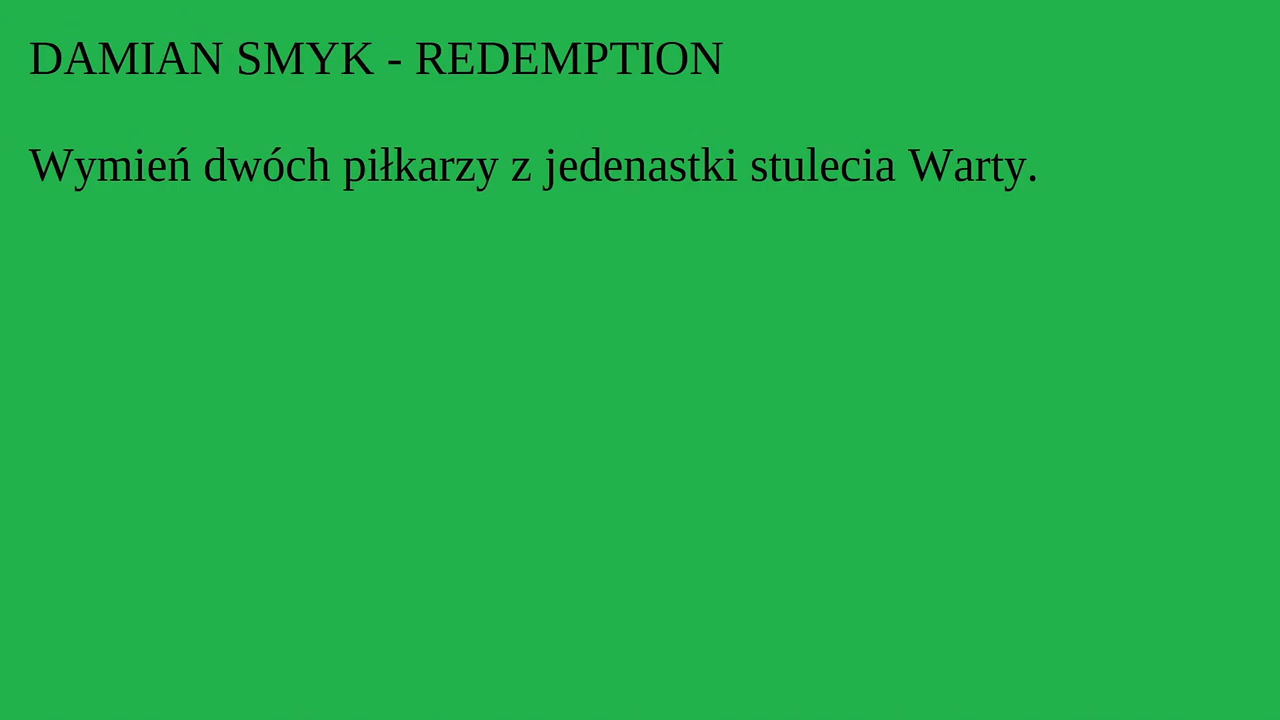 DAMIAN SMYK - REDEMPTION
Wymień dwóch piłkarzy z jedenastki stulecia Warty.